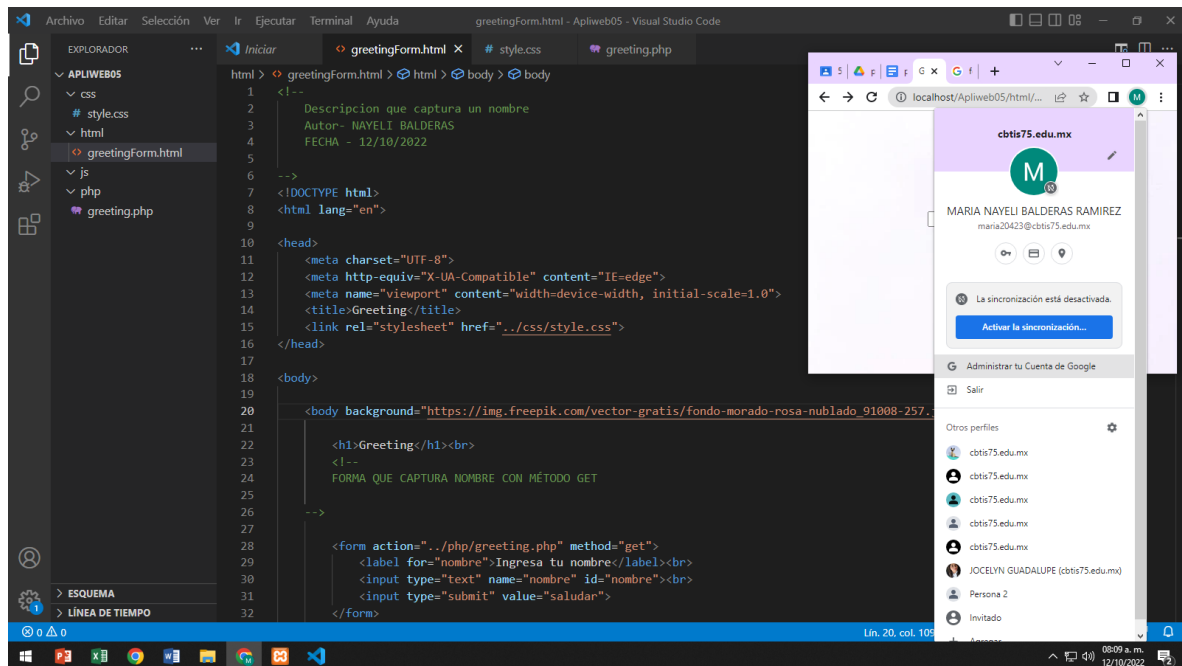 Archivo Editar Selección Ver Ir Ejecutar Terminal Ayuda
greetingForm.html - Apliweb05 - Visual Studio Code
EXPLORADOR
APLIWEB05
css
# style.css
html
<> greetingForm.html
js
php
greeting.php
ESQUEMA
LÍNEA DE TIEMPO
Iniciar
<> greetingForm.html
# style.css
greeting.php
html > <> greetingForm.html > html > body > body
1 <!--
2 Descripcion que captura un nombre
3 Autor- NAYELI BALDERAS
4 FECHA - 12/10/2022
5
6 -->
7 <!DOCTYPE html>
8 <html lang="en">
9
10 <head>
11 <meta charset="UTF-8">
12 <meta http-equiv="X-UA-Compatible" content="IE=edge">
13 <meta name="viewport" content="width=device-width, initial-scale=1.0">
14 <title>Greeting</title>
15 <link rel="stylesheet" href="../css/style.css">
16 </head>
17
18 <body>
19
20 <body background="https://img.freepik.com/vector-gratis/fondo-morado-rosa-nublado_91008-257.
21
22 <h1>Greeting</h1><br>
23 <!--
24 FORMA QUE CAPTURA NOMBRE CON MÉTODO GET
25
26 -->
27
28 <form action="../php/greeting.php" method="get">
29 <label for="nombre">Ingresa tu nombre</label><br>
30 <input type="text" name="nombre" id="nombre"><br>
31 <input type="submit" value="saludar">
32 </form>
localhost/Apliweb05/html/...
M
cbtis75.edu.mx
M
MARIA NAYELI BALDERAS RAMIREZ
maria20423@cbtis75.edu.mx
La sincronización está desactivada.
Activar la sincronización...
G Administrar tu Cuenta de Google
Salir
Otros perfiles
cbtis75.edu.mx
cbtis75.edu.mx
cbtis75.edu.mx
cbtis75.edu.mx
cbtis75.edu.mx
JOCELYN GUADALUPE (cbtis75.edu.mx)
Persona 2
Invitado
1
0 0
Lín. 20, col. 109
08:09 a. m.
12/10/2022
2